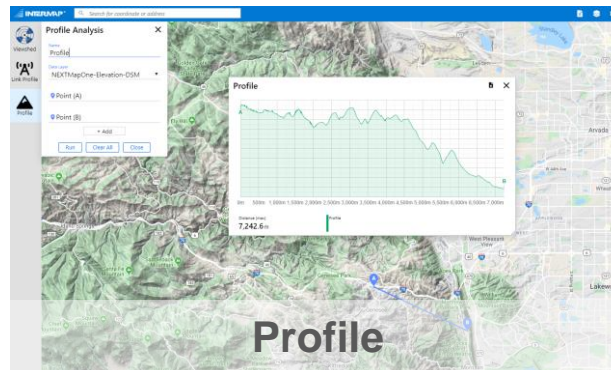 INTERMAP
Search for coordinate or address
Viewshed
Link Profile
Profile
Profile Analysis
Name
Profile
Data Layer
NEXTMapOne-Elevation-DSM
Point (A)
Point (B)
+ Add
Run
Clear All
Close
Profile
A
B
0m 500m 1,000m 1,500m 2,000m 2,500m 3,000m 3,500m 4,000m 4,500m 5,000m 5,500m 6,000m 6,500m 7,000m
Distance (max)
7,242.6m
Profile
Arvada
West Pleasant
View
Lakew
Profile